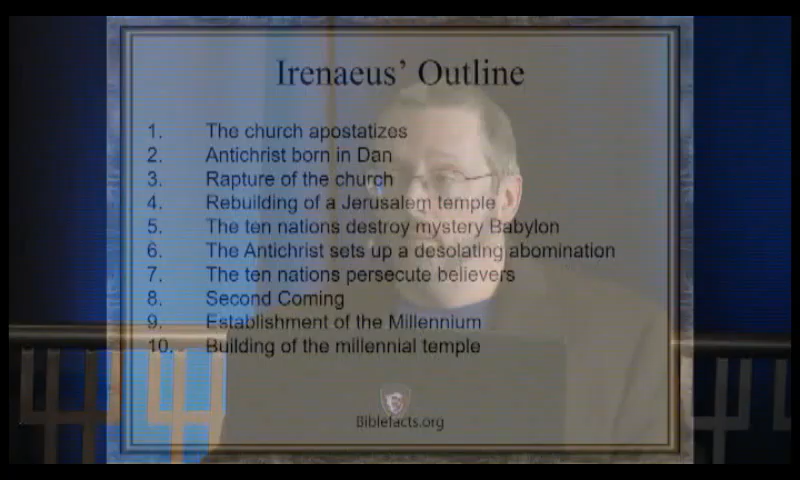 Irenaeus' Outline
1. The church apostatizes
2. Antichrist born in Dan
3. Rapture of the church
4. Rebuilding of a Jerusalem temple
5. The ten nations destroy mystery Babylon
6. The Antichrist sets up a desolating abomination
7. The ten nations persecute believers
8. Second Coming
9. Establishment of the Millennium
10. Building of the millennial temple
Biblefacts.org